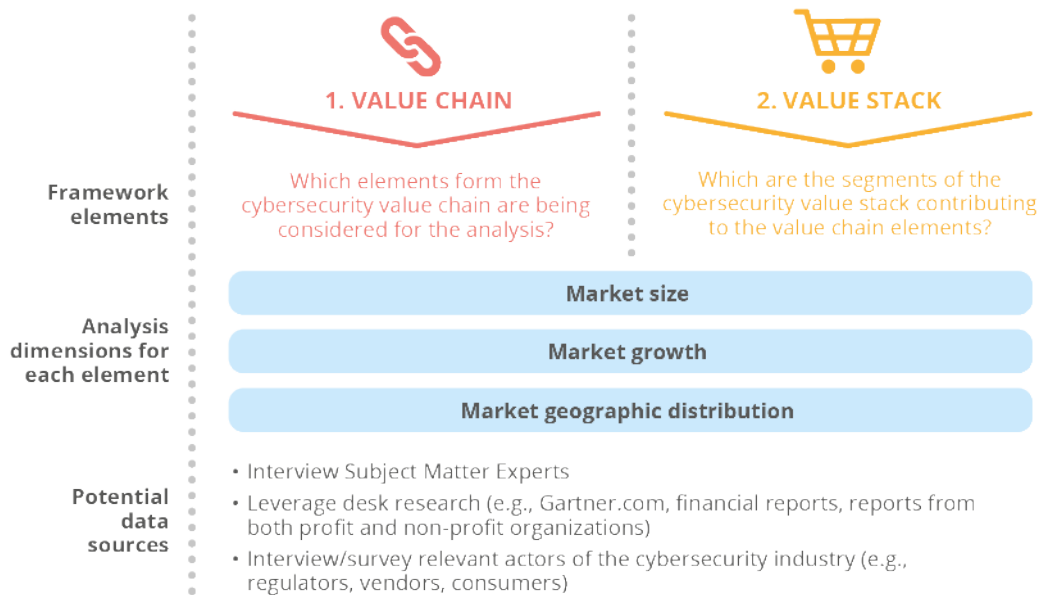 1. VALUE CHAIN
2. VALUE STACK
Framework
elements
Which elements form the
cybersecurity value chain are being
considered for the analysis?
Which are the segments of the
cybersecurity value stack contributing
to the value chain elements?
Analysis
dimensions for
each element
Market size
Market growth
Market geographic distribution
Potential
data
sources
• Interview Subject Matter Experts
• Leverage desk research (e.g., Gartner.com, financial reports, reports from
both profit and non-profit organizations)
• Interview/survey relevant actors of the cybersecurity industry (e.g.,
regulators, vendors, consumers)